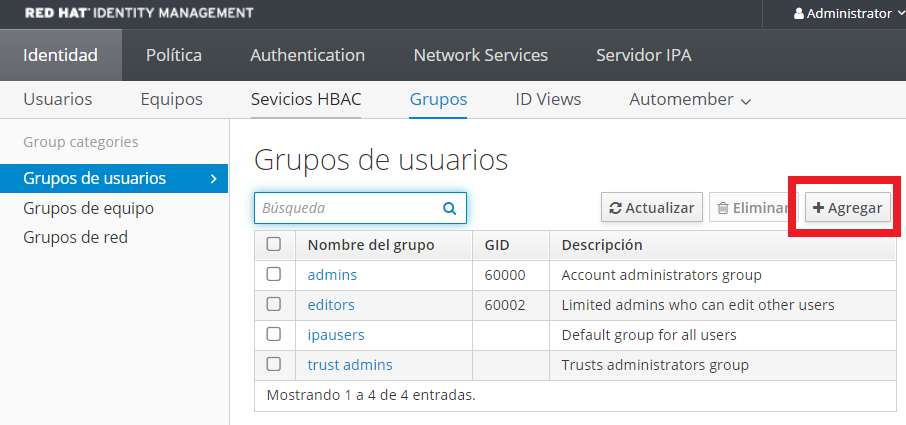 RED HAT® IDENTITY MANAGEMENT Administrator
Identidad Política Authentication Network Services Servidor IPA
Usuarios Equipos Sevicios HBAC Grupos ID Views Automember
Group categories
Grupos de usuarios
Grupos de equipo
Grupos de red
Grupos de usuarios
Búsqueda Actualizar Eliminar Agregar
Nombre del grupo GID Descripción
admins 60000 Account administrators group
editors 60002 Limited admins who can edit other users
ipausers Default group for all users
trust admins Trusts administrators group
Mostrando 1 a 4 de 4 entradas.